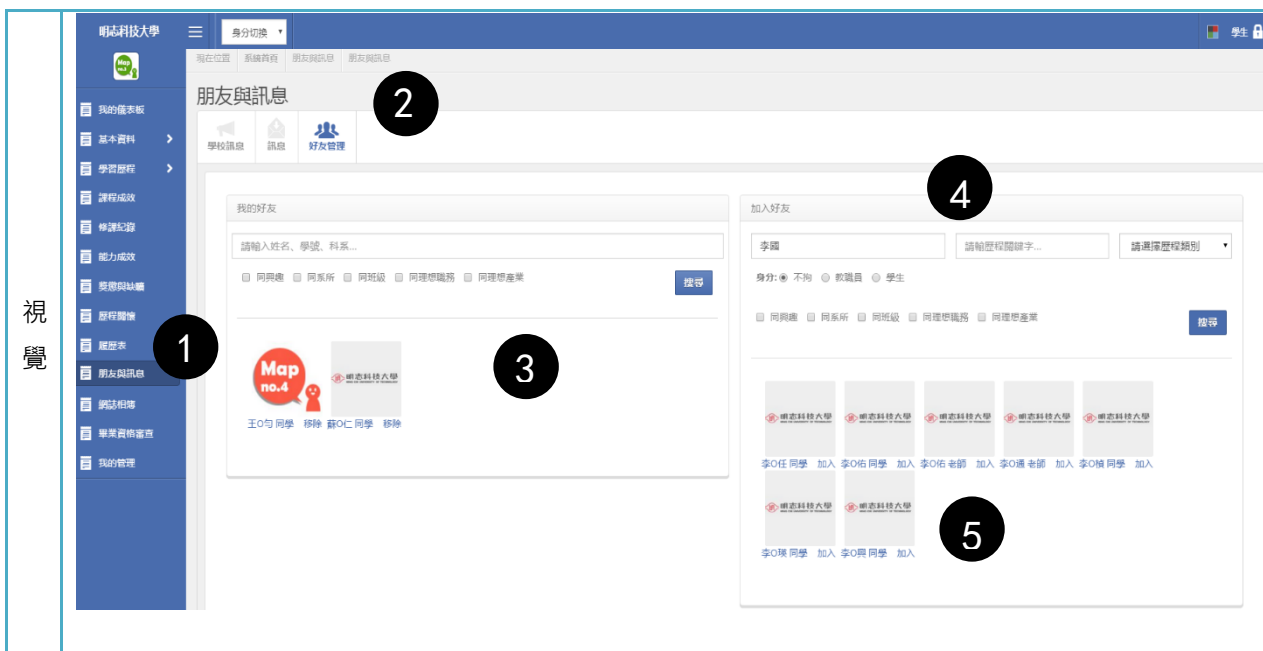 視
覺
明志科技大學
身分切換
學生
Map
no.2
現在位置 系統首頁 朋友與訊息 朋友與訊息
朋友與訊息
2
學校訊息 訊息 好友管理
我的儀表板
基本資料
學習歷程
課程成效
修課紀錄
能力成效
獎懲與缺曠
歷程關懷
履歷表
1
朋友與訊息
網誌相簿
畢業資格審查
我的管理
我的好友
請輸入姓名、學號、科系...
同興趣 同系所 同班級 同理想職務 同理想產業
搜尋
3
Map
no.4
明志科技大學
王O勻 同學 移除 蘇O仁 同學 移除
4
加入好友
李國 請輸歷程關鍵字... 請選擇歷程類別
身分: 不拘 教職員 學生
同興趣 同系所 同班級 同理想職務 同理想產業
搜尋
明志科技大學 明志科技大學 明志科技大學 明志科技大學 明志科技大學
李O任 同學 加入 李O佑 同學 加入 李O佑 老師 加入 李O通 老師 加入 李O楨 同學 加入
明志科技大學 明志科技大學
李O瑛 同學 加入 李O興 同學 加入
5